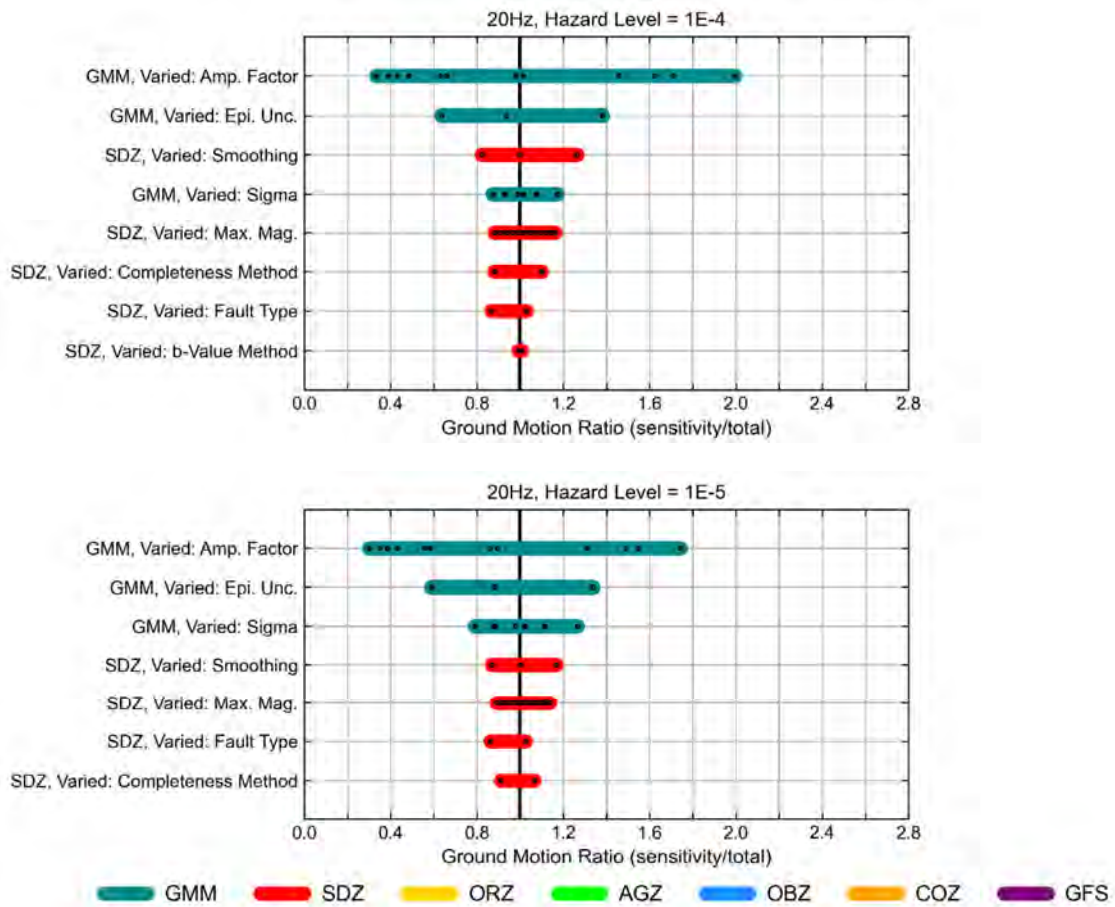 20Hz, Hazard Level = 1E-4
GMM, Varied: Amp. Factor
GMM, Varied: Epi. Unc.
SDZ, Varied: Smoothing
GMM, Varied: Sigma
SDZ, Varied: Max. Mag.
SDZ, Varied: Completeness Method
SDZ, Varied: Fault Type
SDZ, Varied: b-Value Method
0.0 0.4 0.8 1.2 1.6 2.0 2.4 2.8
Ground Motion Ratio (sensitivity/total)
20Hz, Hazard Level = 1E-5
GMM, Varied: Amp. Factor
GMM, Varied: Epi. Unc.
GMM, Varied: Sigma
SDZ, Varied: Smoothing
SDZ, Varied: Max. Mag.
SDZ, Varied: Fault Type
SDZ, Varied: Completeness Method
0.0 0.4 0.8 1.2 1.6 2.0 2.4 2.8
Ground Motion Ratio (sensitivity/total)
GMM SDZ ORZ AGZ OBZ COZ GFS